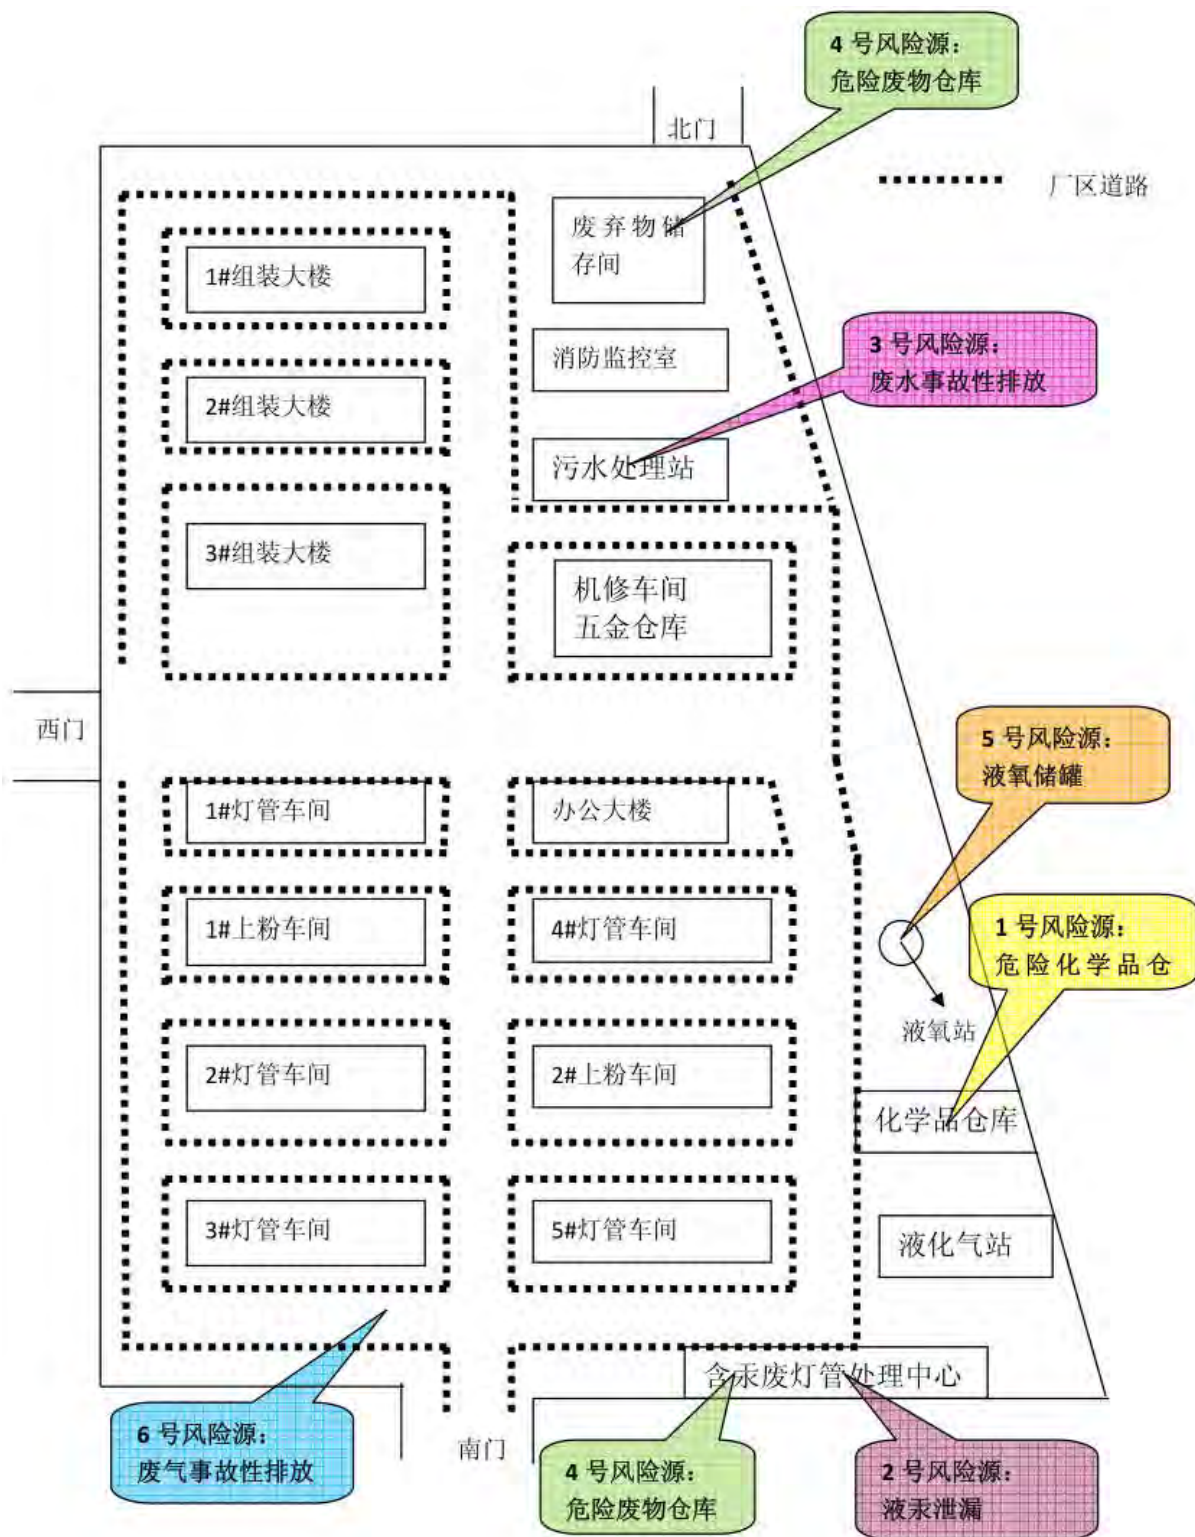 4 号风险源：
危险废物仓库
北门
厂区道路
废弃物储
存间
1#组装大楼
3 号风险源：
废水事故性排放
消防监控室
2#组装大楼
污水处理站
3#组装大楼
机修车间
五金仓库
西门
5 号风险源：
液氧储罐
1#灯管车间
办公大楼
1 号风险源：
危险化学品仓
1#上粉车间
4#灯管车间
液氧站
2#灯管车间
2#上粉车间
化学品仓库
3#灯管车间
5#灯管车间
液化气站
含汞废灯管处理中心
6 号风险源：
废气事故性排放
南门
4 号风险源：
危险废物仓库
2 号风险源：
液汞泄漏